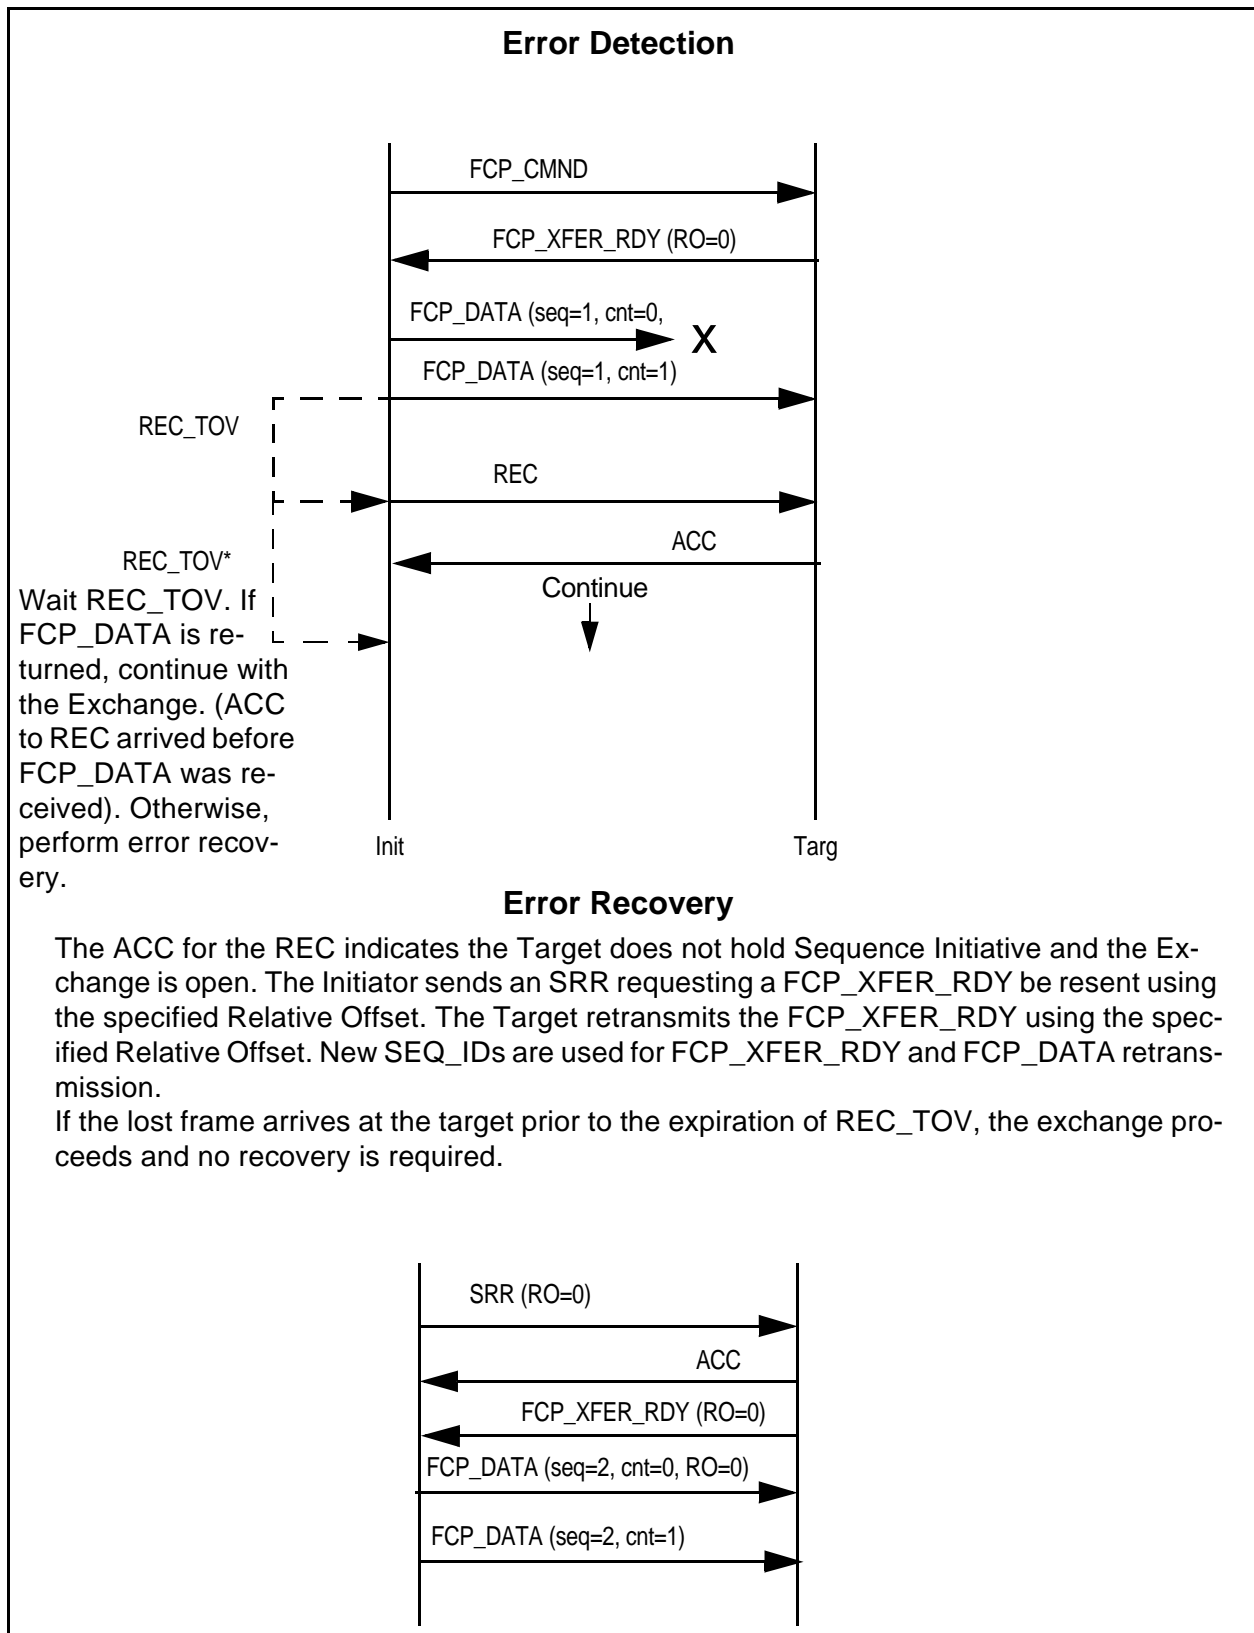 Error Detection
FCP_CMND
FCP_XFER_RDY (RO=0)
FCP_DATA (seq=1, cnt=0,
X
FCP_DATA (seq=1, cnt=1)
REC_TOV
REC
ACC
REC_TOV*
Continue
Wait REC_TOV. If
FCP_DATA is re-
turned, continue with
the Exchange. (ACC
to REC arrived before
FCP_DATA was re-
ceived). Otherwise,
perform error recov-
ery.
Init
Targ
Error Recovery
The ACC for the REC indicates the Target does not hold Sequence Initiative and the Ex-
change is open. The Initiator sends an SRR requesting a FCP_XFER_RDY be resent using
the specified Relative Offset. The Target retransmits the FCP_XFER_RDY using the spec-
ified Relative Offset. New SEQ_IDs are used for FCP_XFER_RDY and FCP_DATA retrans-
mission.
If the lost frame arrives at the target prior to the expiration of REC_TOV, the exchange pro-
ceeds and no recovery is required.
SRR (RO=0)
ACC
FCP_XFER_RDY (RO=0)
FCP_DATA (seq=2, cnt=0, RO=0)
FCP_DATA (seq=2, cnt=1)